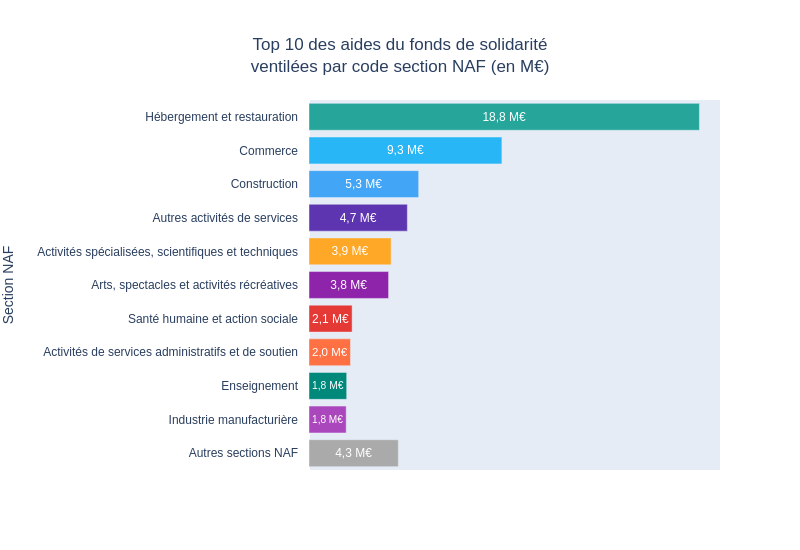 Top 10 des aides du fonds de solidarité
ventilées par code section NAF (en M€)
Section NAF
Hébergement et restauration 18,8 M€
Commerce 9,3 M€
Construction 5,3 M€
Autres activités de services 4,7 M€
Activités spécialisées, scientifiques et techniques 3,9 M€
Arts, spectacles et activités récréatives 3,8 M€
Santé humaine et action sociale 2,1 M€
Activités de services administratifs et de soutien 2,0 M€
Enseignement 1,8 M€
Industrie manufacturière 1,8 M€
Autres sections NAF 4,3 M€